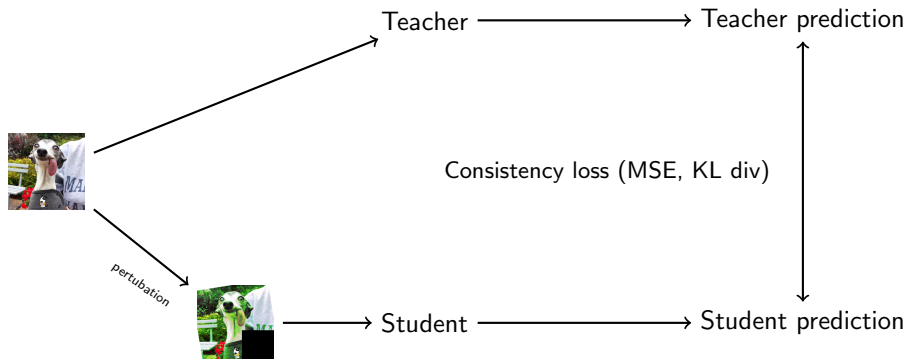 Teacher
Teacher prediction
Consistency loss (MSE, KL div)
pertubation
Student
Student prediction